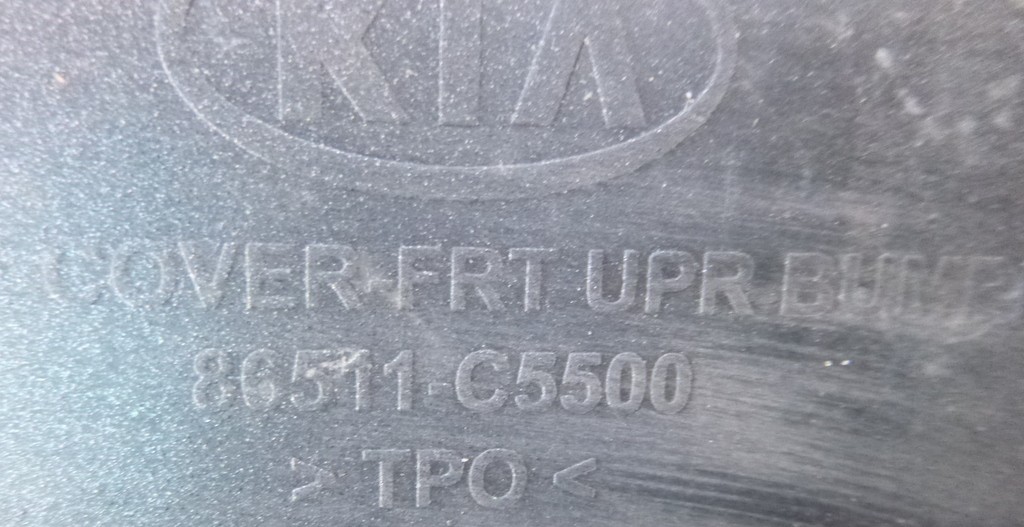 KIA
COVER-FRT UPR BUMP
86511-C5500
> TPO <